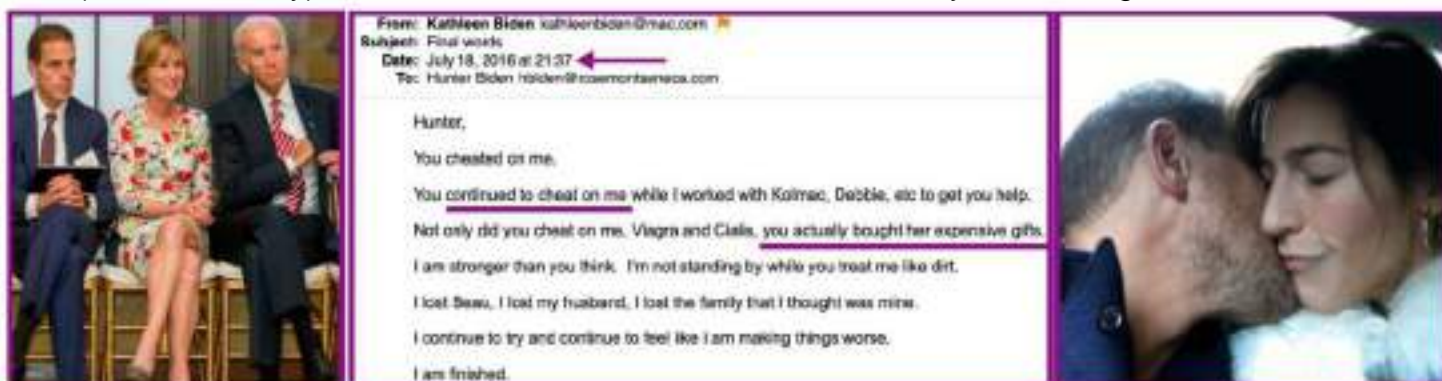 From: Kathleen Biden kathleenbiden@mac.com
Subject: Final words
Date: July 18, 2016 at 21:37
To: Hunter Biden hbiden@rosemontseneca.com
Hunter,
You cheated on me.
You continued to cheat on me while I worked with Kolmac, Debbie, etc to get you help.
Not only did you cheat on me, Viagra and Cialis, you actually bought her expensive gifts.
I am stronger than you think. I'm not standing by while you treat me like dirt.
I lost Beau, I lost my husband, I lost the family that I thought was mine.
I continue to try and continue to feel like I am making things worse.
I am finished.